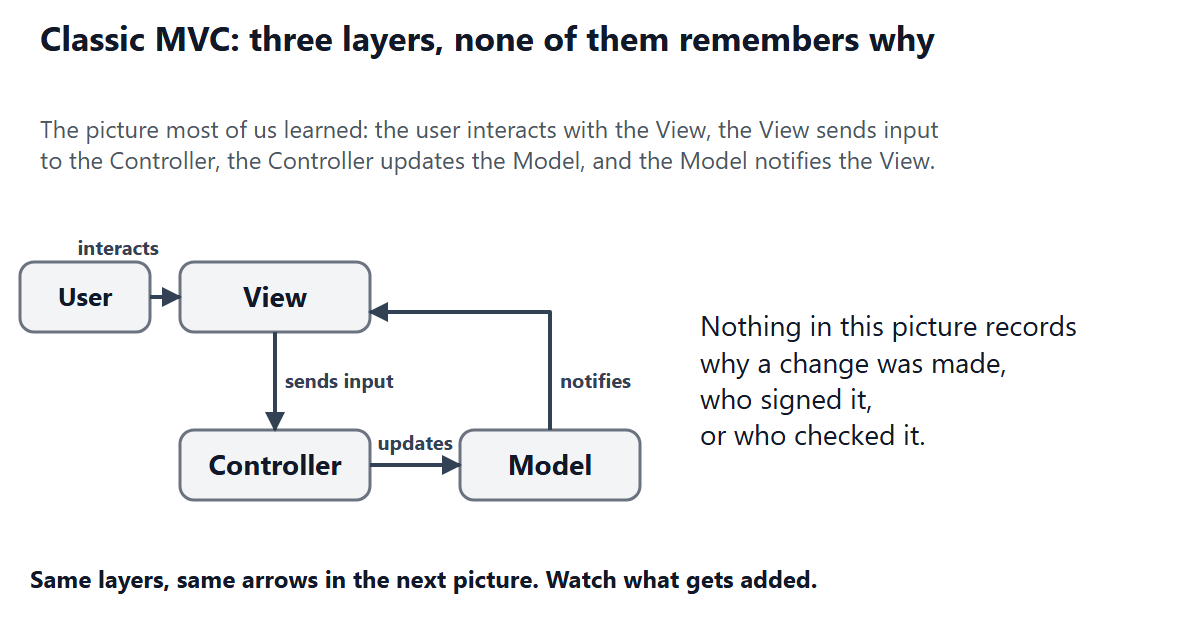 Classic MVC: three layers, none of them remembers why
The picture most of us learned: the user interacts with the View, the View sends input
to the Controller, the Controller updates the Model, and the Model notifies the View.
interacts
User
View
sends input
notifies
Controller
updates
Model
Nothing in this picture records
why a change was made,
who signed it,
or who checked it.
Same layers, same arrows in the next picture. Watch what gets added.